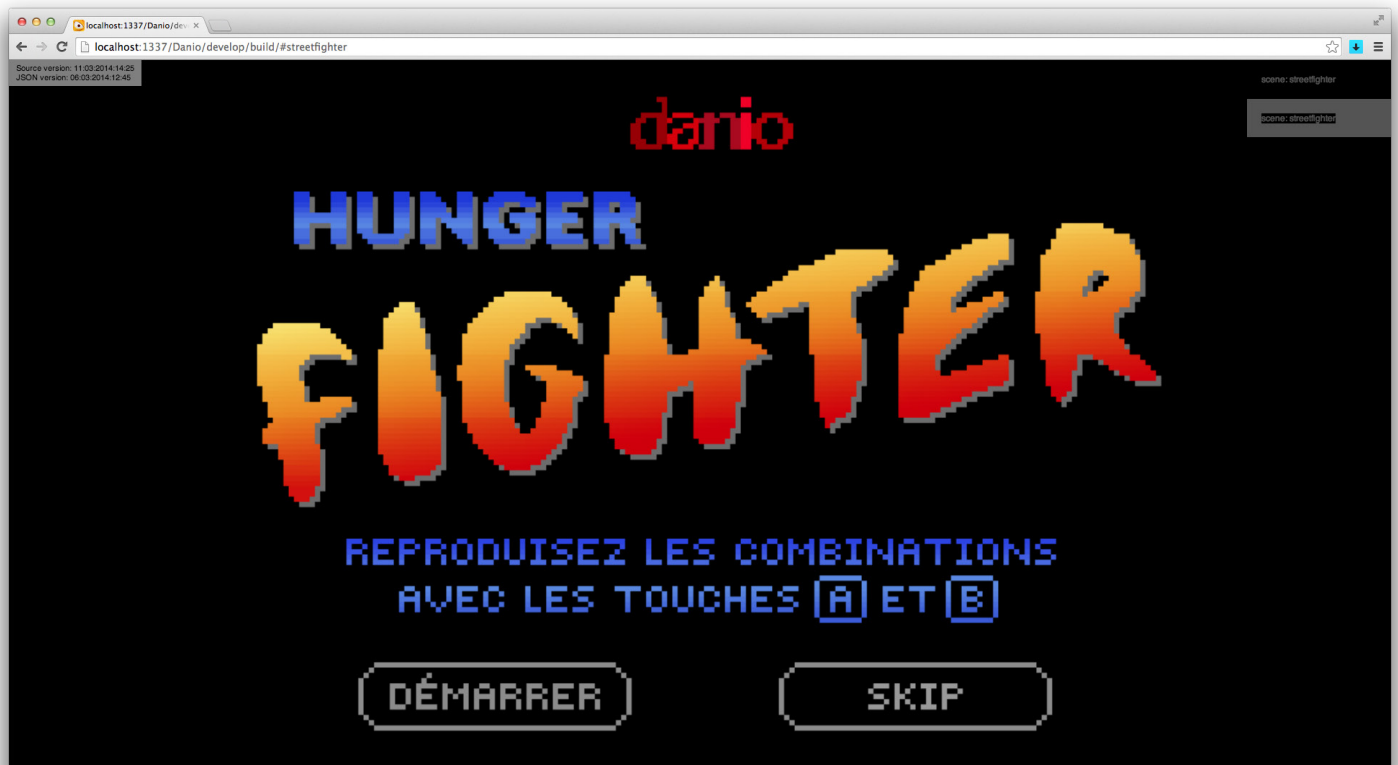 localhost:1337/Danio/dev
localhost:1337/Danio/develop/build/#streetfighter
Source version: 11:03:2014:14:25
JSON version: 06:03:2014:12:45
scene: streetfighter
scene: streetfighter
danio
HUNGER
FIGHTER
REPRODUISEZ LES COMBINATIONS
AVEC LES TOUCHES A ET B
DÉMARRER
SKIP